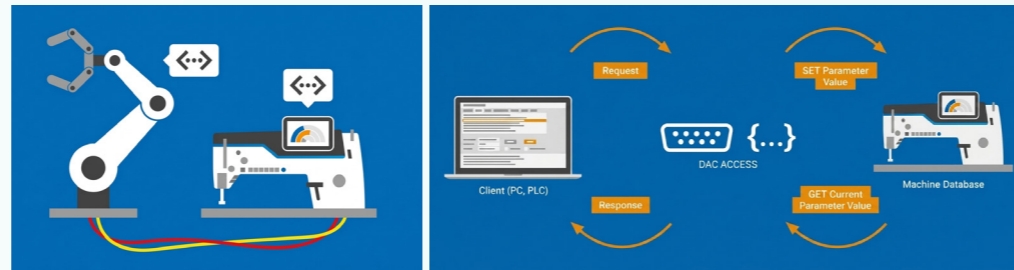 Request
SET Parameter
Value
{...}
DAC ACCESS
Client (PC, PLC)
Machine Database
Response
GET Current
Parameter Value